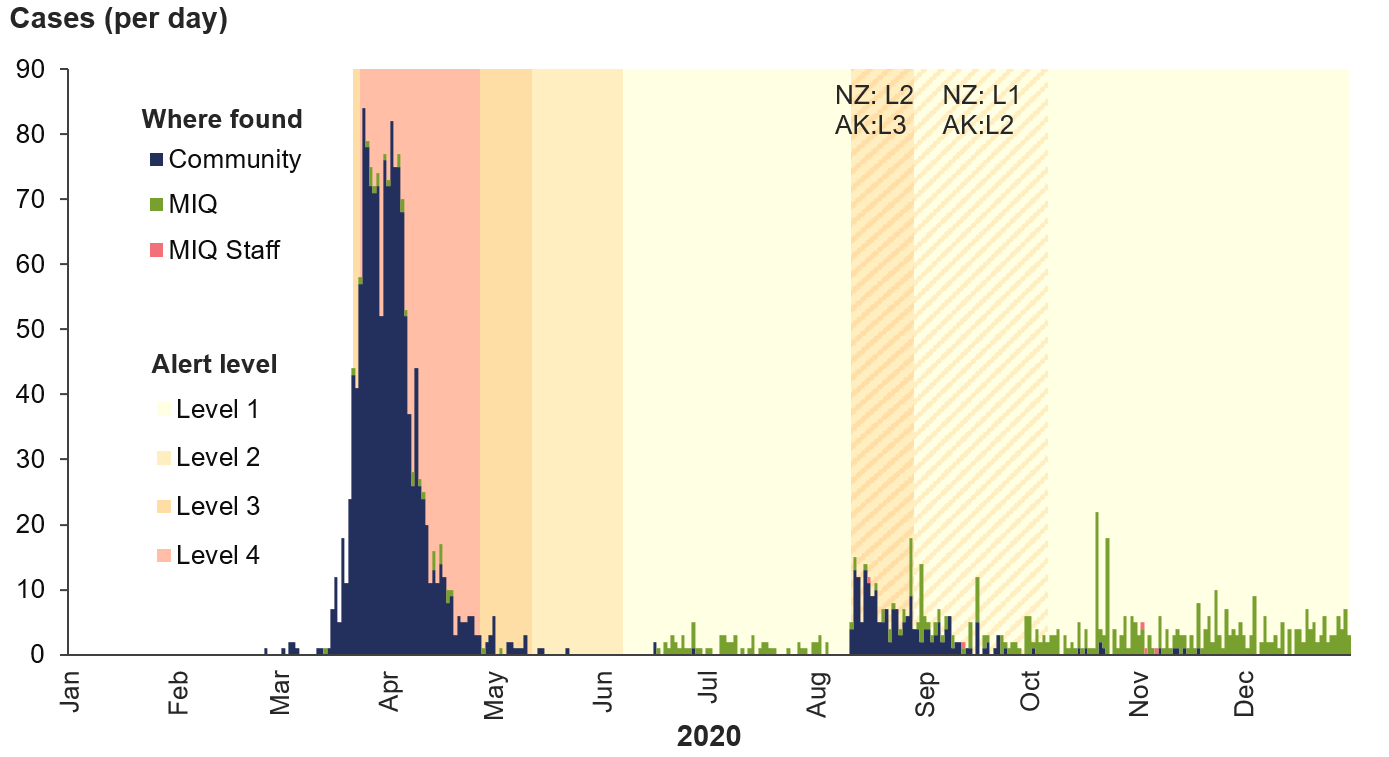 Cases (per day)
90
80
70
60
50
40
30
20
10
0
Where found
Community
MIQ
MIQ Staff
Alert level
Level 1
Level 2
Level 3
Level 4
NZ: L2
AK:L3
NZ: L1
AK:L2
Jan
Feb
Mar
Apr
May
Jun
Jul
Aug
Sep
Oct
Nov
Dec
2020